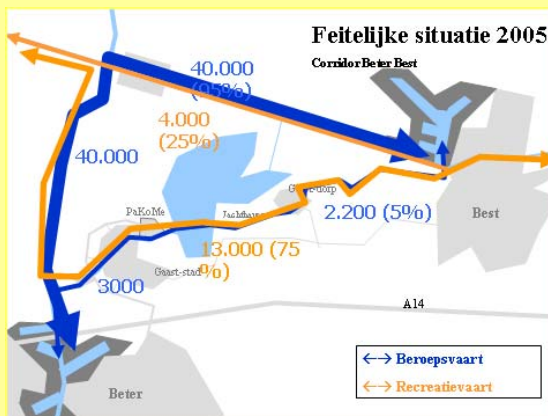 Feitelijke situatie 2005
Corridor Beter Best
40.000
(95%)
4.000
(25%)
40.000
PaKoMe
Jachthaven
2.200 (5%)
Best
13.000 (75
%)
Gaast-stad
3000
A14
Beter
←→ Beroepsvaart
←→ Recreatievaart